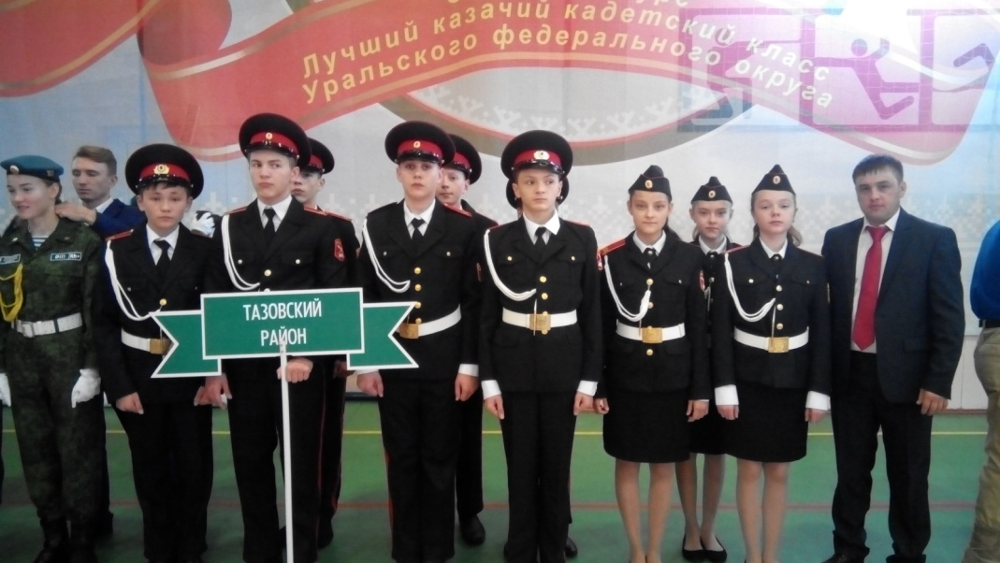 Лучший казачий кадетский класс
Уральского федерального округа
ТАЗОВСКИЙ
РАЙОН